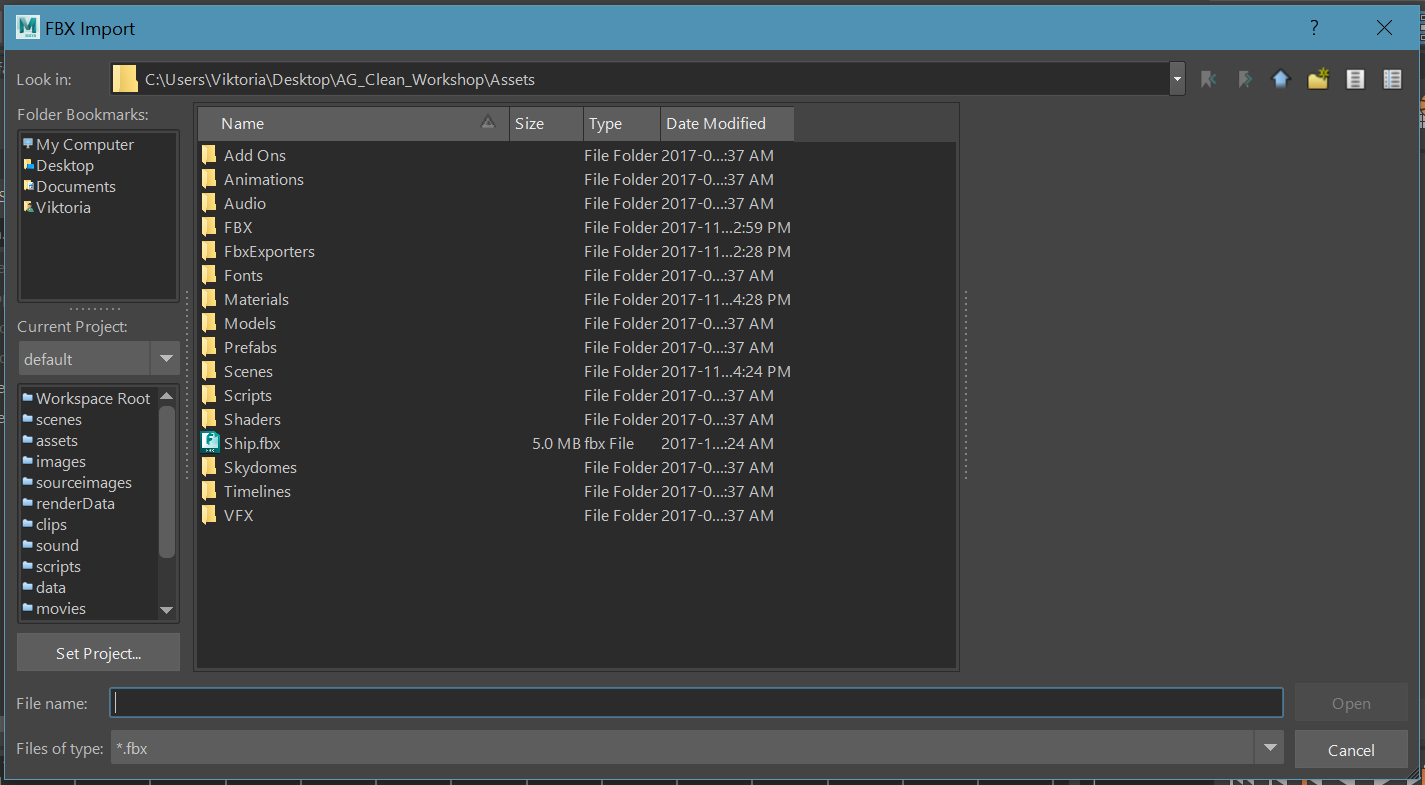 FBX Import
?
Look in: C:\Users\Viktoria\Desktop\AG_Clean_Workshop\Assets
Folder Bookmarks:
My Computer
Desktop
Documents
Viktoria
Current Project:
default
Workspace Root
scenes
assets
images
sourceimages
renderData
clips
sound
scripts
data
movies
Set Project...
Name Size Type Date Modified
Add Ons File Folder 2017-0...:37 AM
Animations File Folder 2017-0...:37 AM
Audio File Folder 2017-0...:37 AM
FBX File Folder 2017-11...2:59 PM
FbxExporters File Folder 2017-11...2:28 PM
Fonts File Folder 2017-0...:37 AM
Materials File Folder 2017-11...4:28 PM
Models File Folder 2017-0...:37 AM
Prefabs File Folder 2017-0...:37 AM
Scenes File Folder 2017-11...4:24 PM
Scripts File Folder 2017-0...:37 AM
Shaders File Folder 2017-0...:37 AM
Ship.fbx 5.0 MB fbx File 2017-1...:24 AM
Skydomes File Folder 2017-0...:37 AM
Timelines File Folder 2017-0...:37 AM
VFX File Folder 2017-0...:37 AM
File name: Open
Files of type: *.fbx Cancel